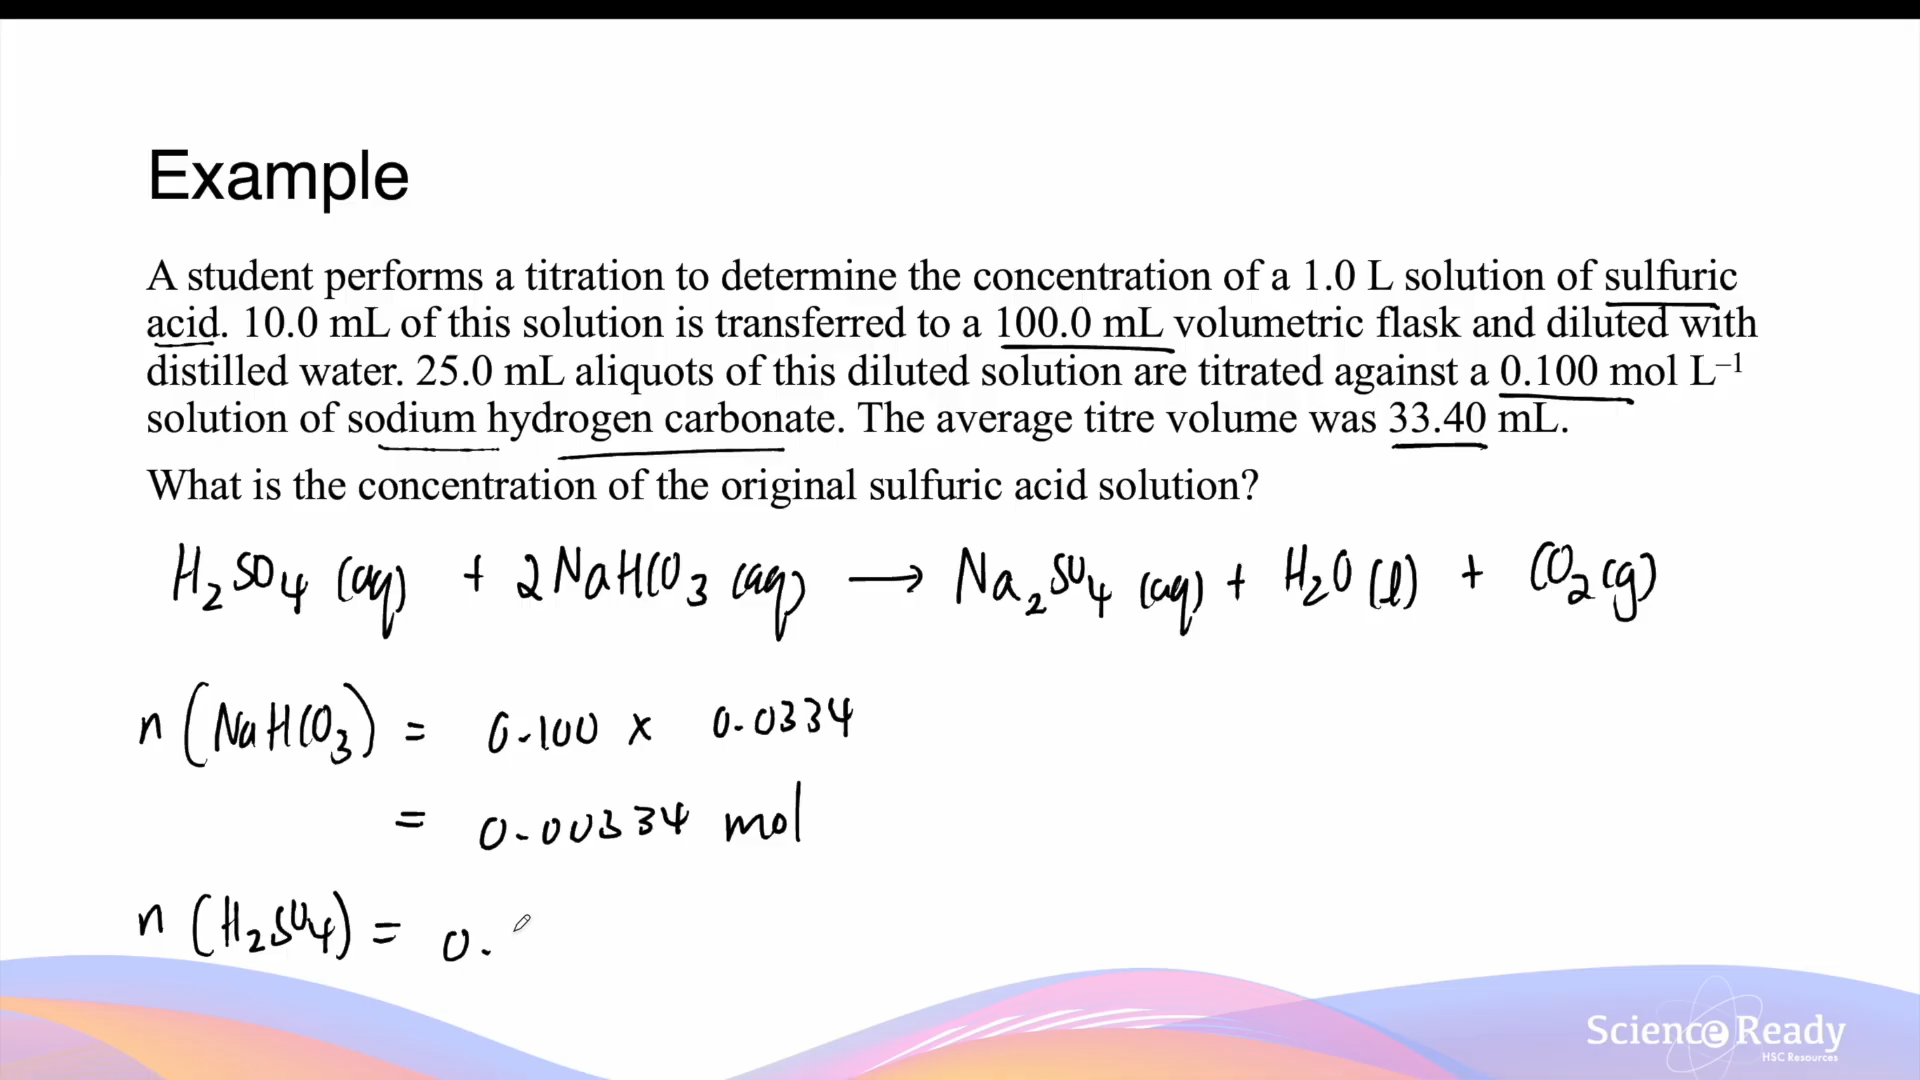 Example
A student performs a titration to determine the concentration of a 1.0 L solution of sulfuric
acid. 10.0 mL of this solution is transferred to a 100.0 mL volumetric flask and diluted with
distilled water. 25.0 mL aliquots of this diluted solution are titrated against a 0.100 mol L⁻¹
solution of sodium hydrogen carbonate. The average titre volume was 33.40 mL.
What is the concentration of the original sulfuric acid solution?
H₂SO₄ (aq) + 2NaHCO₃ (aq) → Na₂SO₄ (aq) + H₂O (l) + CO₂ (g)
n (NaHCO₃) = 0.100 × 0.0334
= 0.00334 mol
n (H₂SO₄) = 0.
Science Ready
HSC Resources